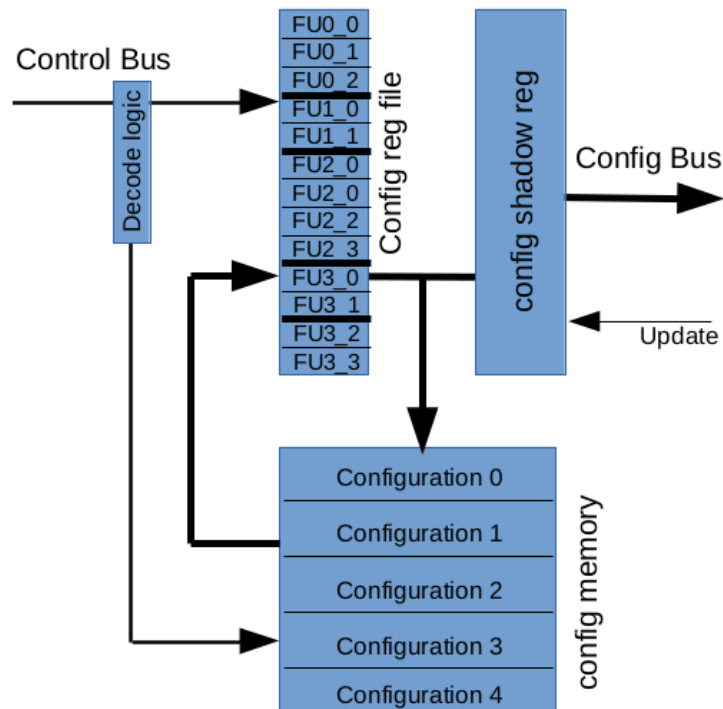 Control Bus
Decode logic
FU0_0
FU0_1
FU0_2
FU1_0
FU1_1
FU2_0
FU2_0
FU2_2
FU2_3
FU3_0
FU3_1
FU3_2
FU3_3
Config reg file
config shadow reg
Config Bus
Update
Configuration 0
Configuration 1
Configuration 2
Configuration 3
Configuration 4
config memory